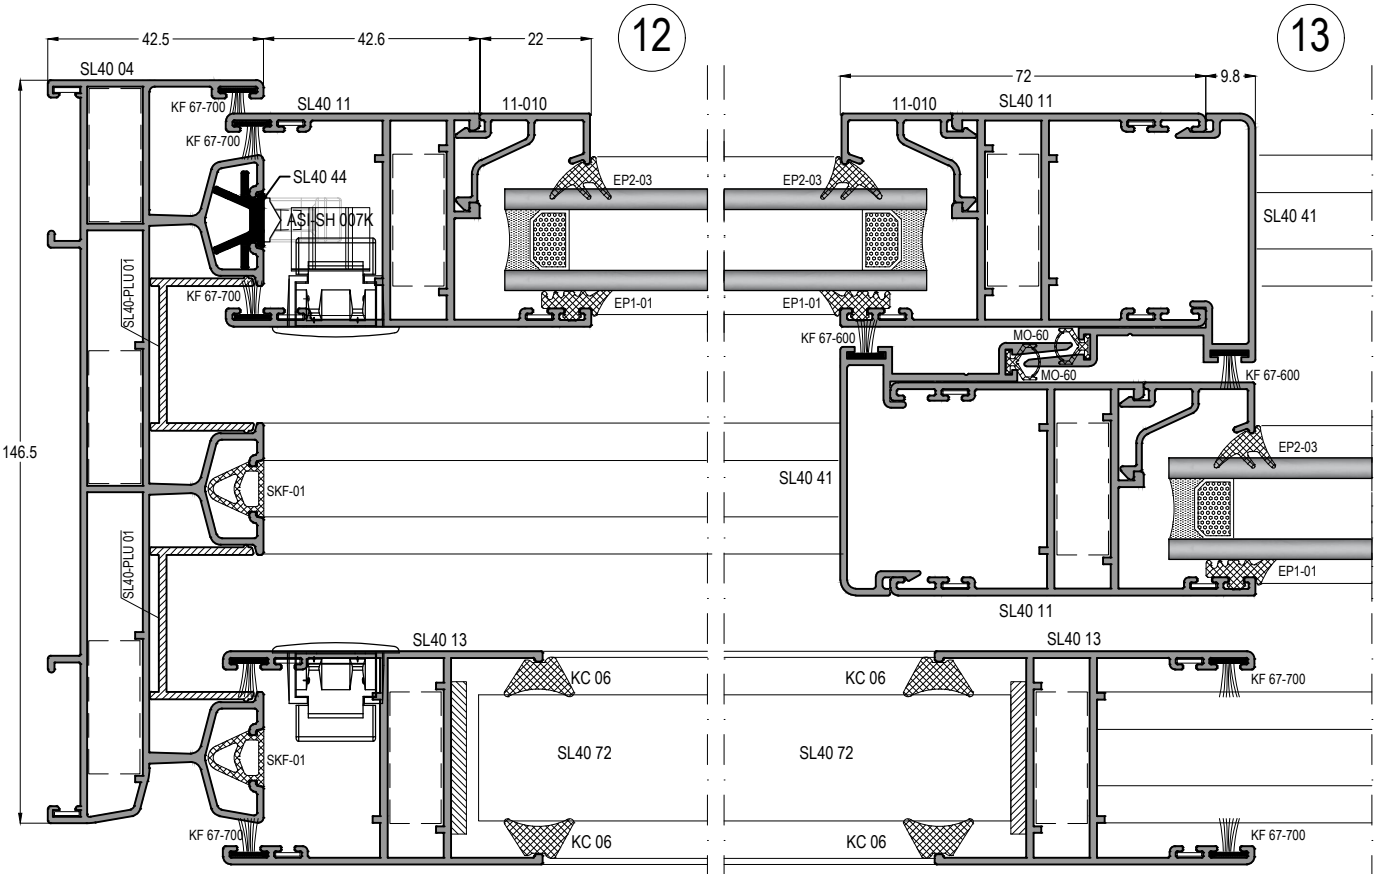 12
13
42.5
42.6
22
72
9.8
SL40 04
KF 67-700
SL40 11
11-010
11-010
SL40 11
KF 67-700
SL40 44
EP2-03
EP2-03
ASI-SH 007K
SL40 41
SL40-PLU 01
KF 67-700
EP1-01
EP1-01
KF 67-600
MO-60
MO-60
KF 67-600
146.5
EP2-03
SL40 41
SKF-01
SL40-PLU 01
EP1-01
SL40 11
SL40 13
SL40 13
KC 06
KC 06
KF 67-700
SL40 72
SL40 72
SKF-01
KF 67-700
KC 06
KC 06
KF 67-700